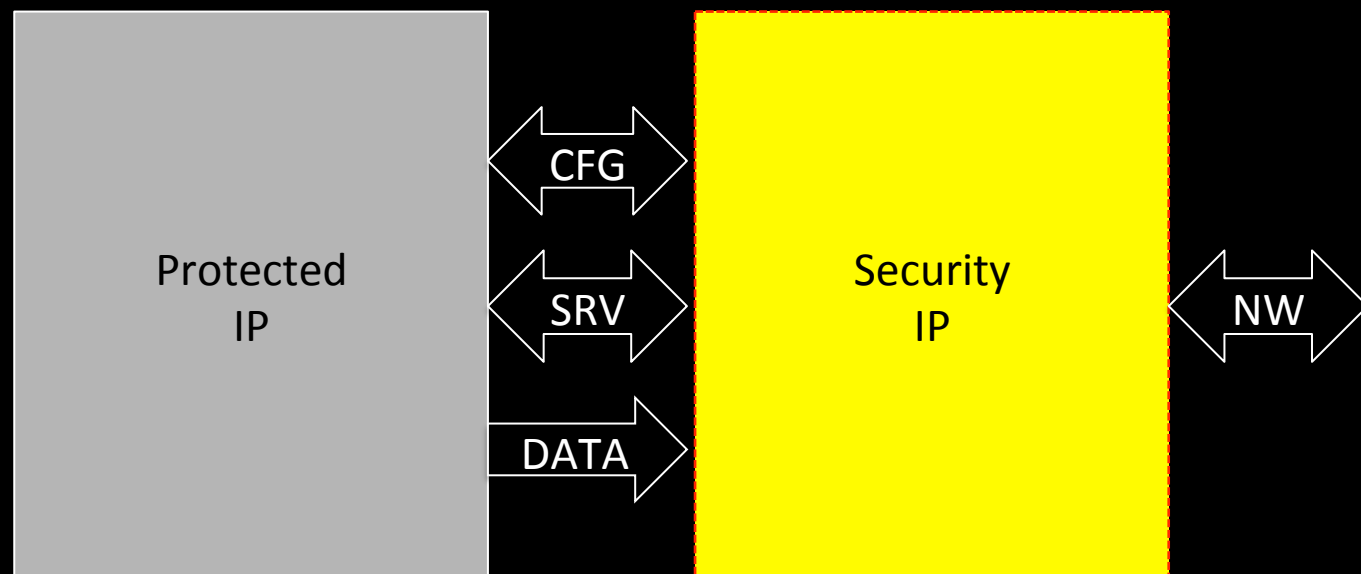 Protected
IP
CFG
SRV
DATA
Security
IP
NW